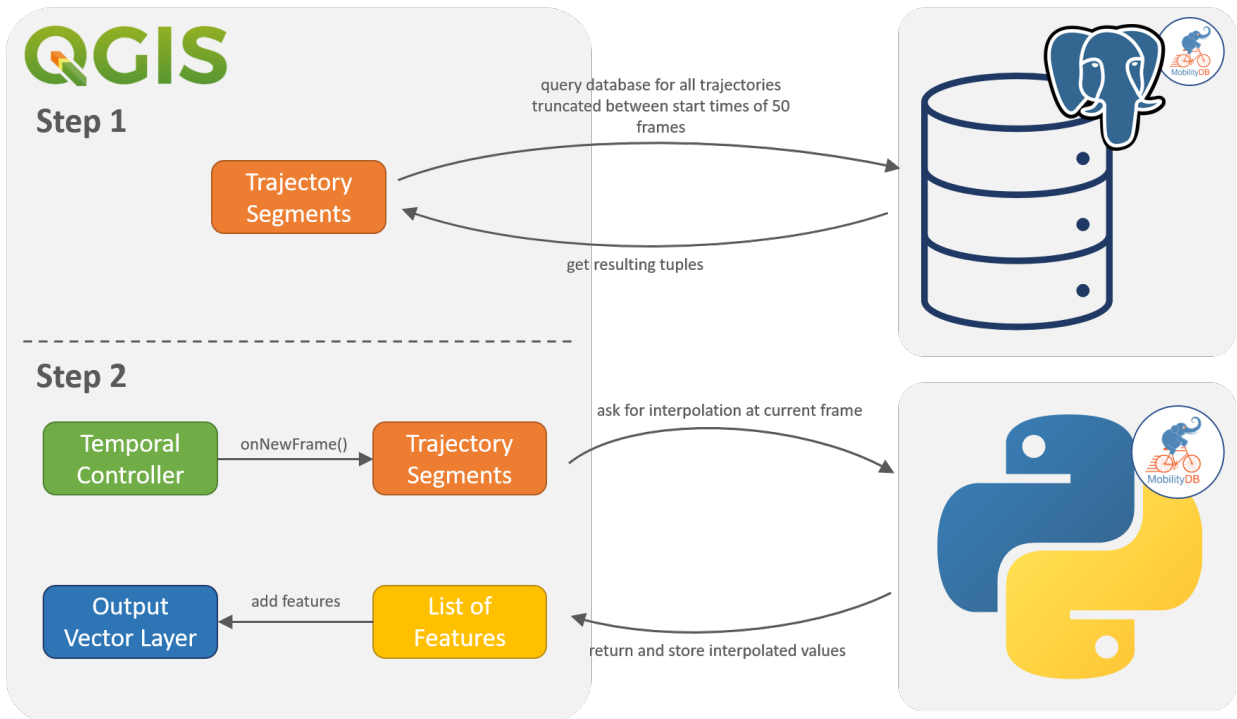 QGIS
Step 1
Trajectory
Segments
query database for all trajectories
truncated between start times of 50
frames
get resulting tuples
MobilityDB
Step 2
Temporal
Controller
onNewFrame()
Trajectory
Segments
ask for interpolation at current frame
MobilityDB
Output
Vector Layer
add features
List of
Features
return and store interpolated values